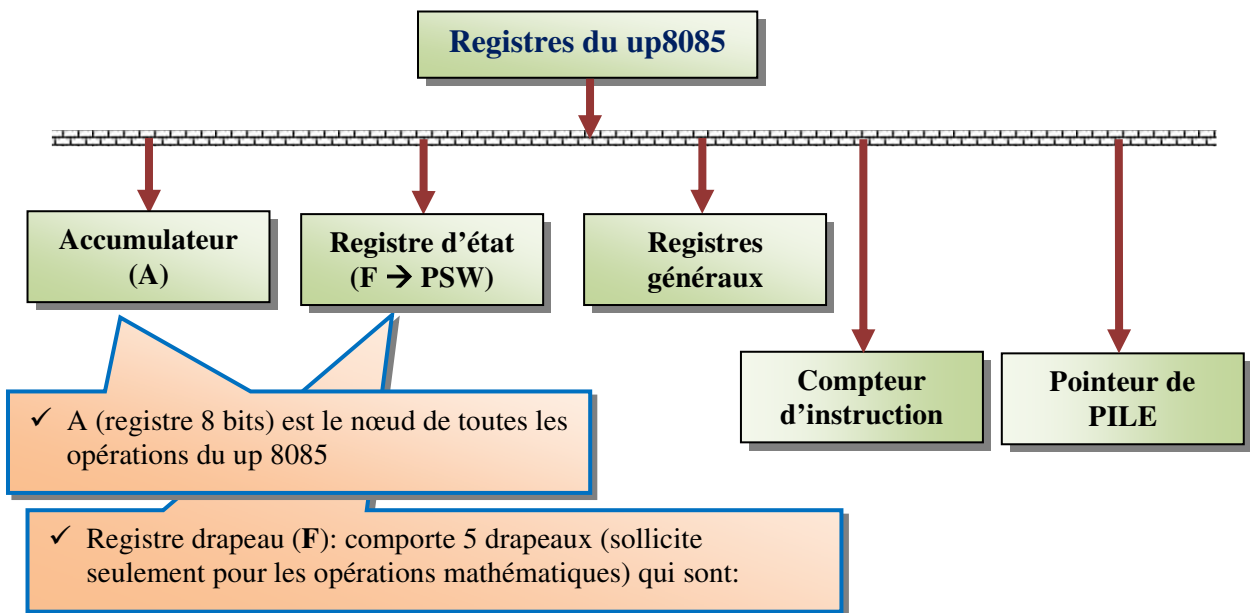 Registres du up8085
Accumulateur
(A)
Registre d’état
(F → PSW)
Registres
généraux
Compteur
d’instruction
Pointeur de
PILE
✓ A (registre 8 bits) est le nœud de toutes les
opérations du up 8085
✓ Registre drapeau (F): comporte 5 drapeaux (sollicite
seulement pour les opérations mathématiques) qui sont: